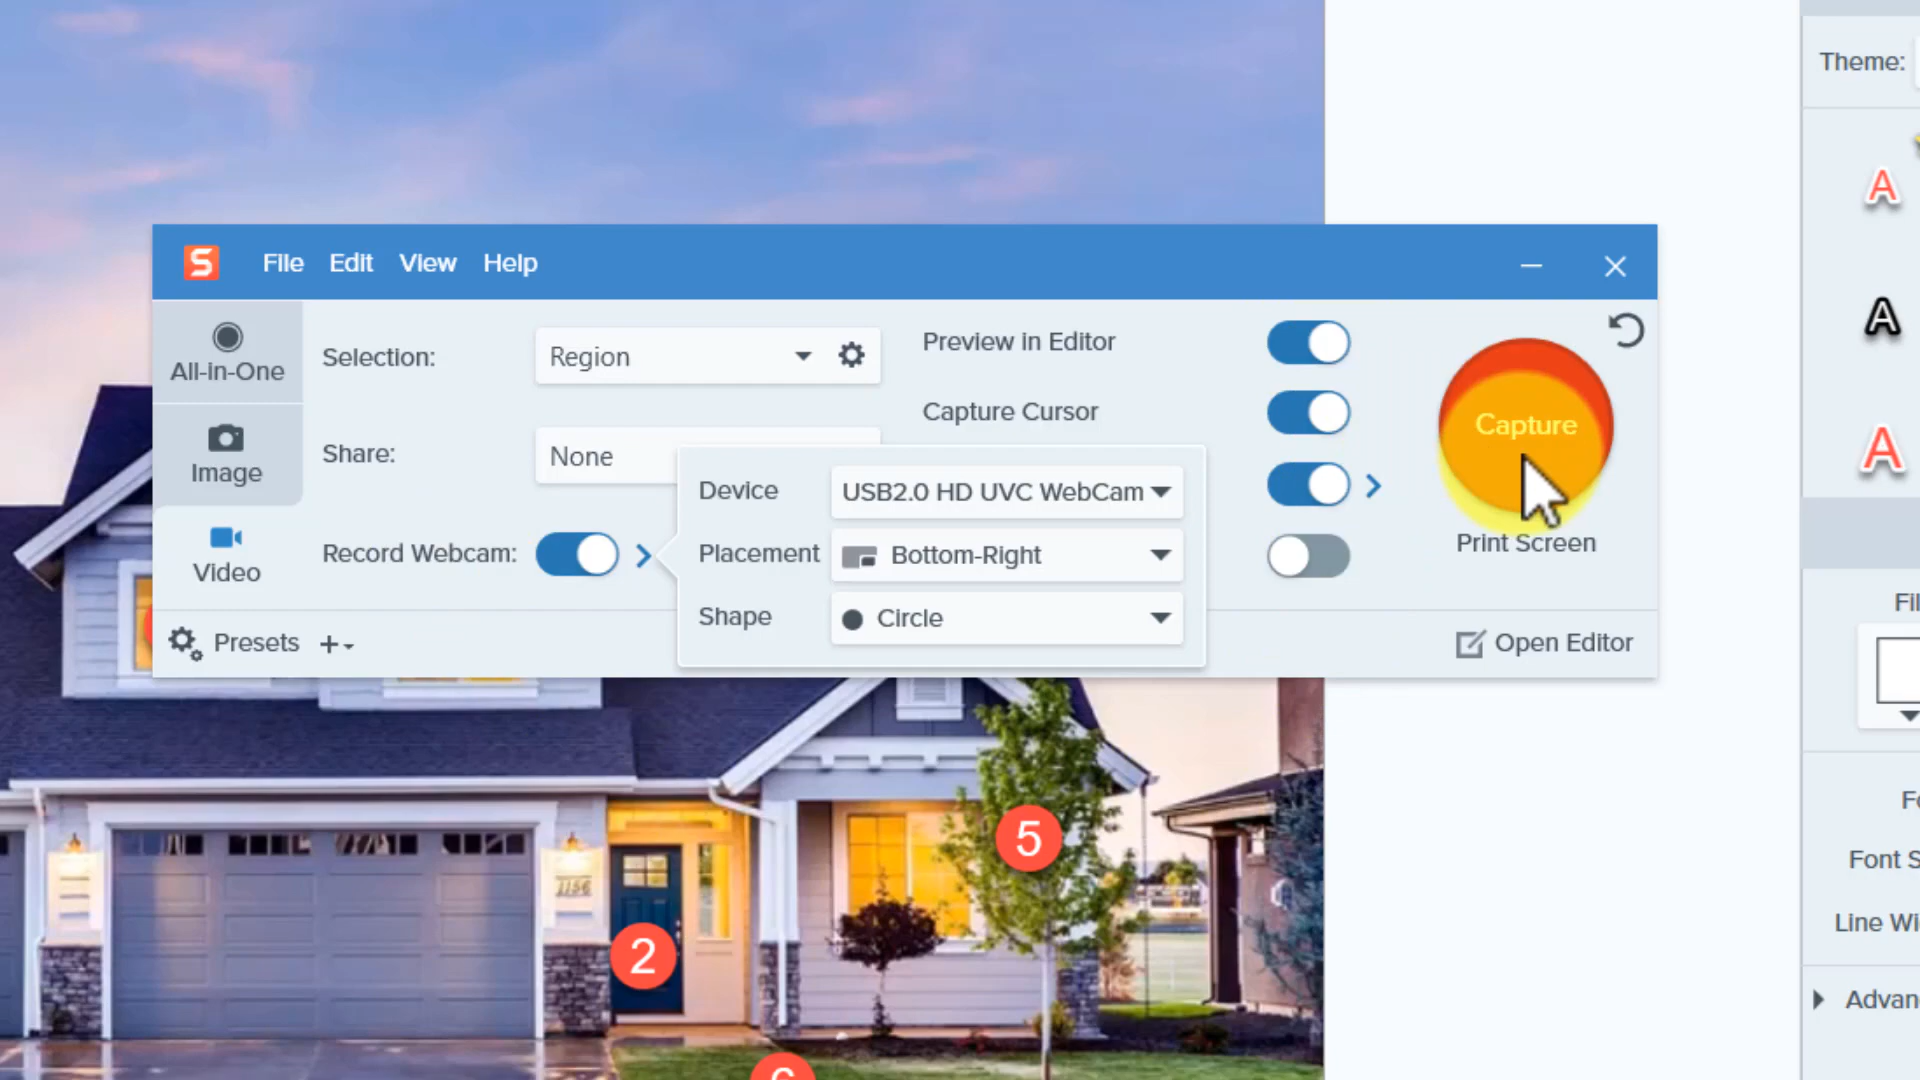 Theme:
A
S
File Edit View Help
All-in-One
Selection:
Region
Preview in Editor
A
Capture
Capture Cursor
Image
Share:
None
A
Device
USB2.0 HD UVC WebCam
Print Screen
Video
Record Webcam:
Placement
Bottom-Right
Shape
Circle
Presets
Open Editor
5
Font S
1156
Line Wi
2
Advan